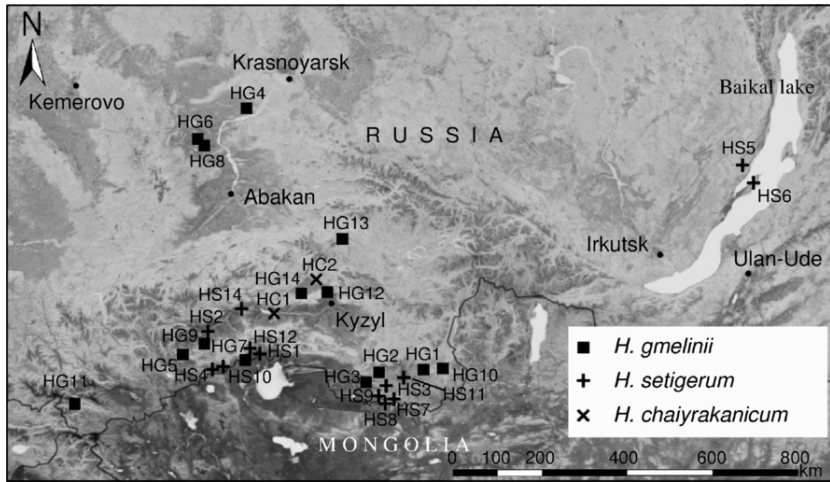 N
Krasnoyarsk
Baikal lake
Kemerovo
HG4
RUSSIA
HG6
HG8
HS5
HS6
Abakan
HG13
Irkutsk
Ulan-Ude
HC2
HG14
HG12
HS14
HC1
Kyzyl
HS2
HG9
HG7
HS12
HS1
HG5
HS4
HS10
HG2
HG1
HG10
HG3
HS3
HS11
HS9
HS7
HS8
HG11
MONGOLIA
H. gmelinii
H. setigerum
H. chaiyrakanicum
0 100 200 400 600 800
km